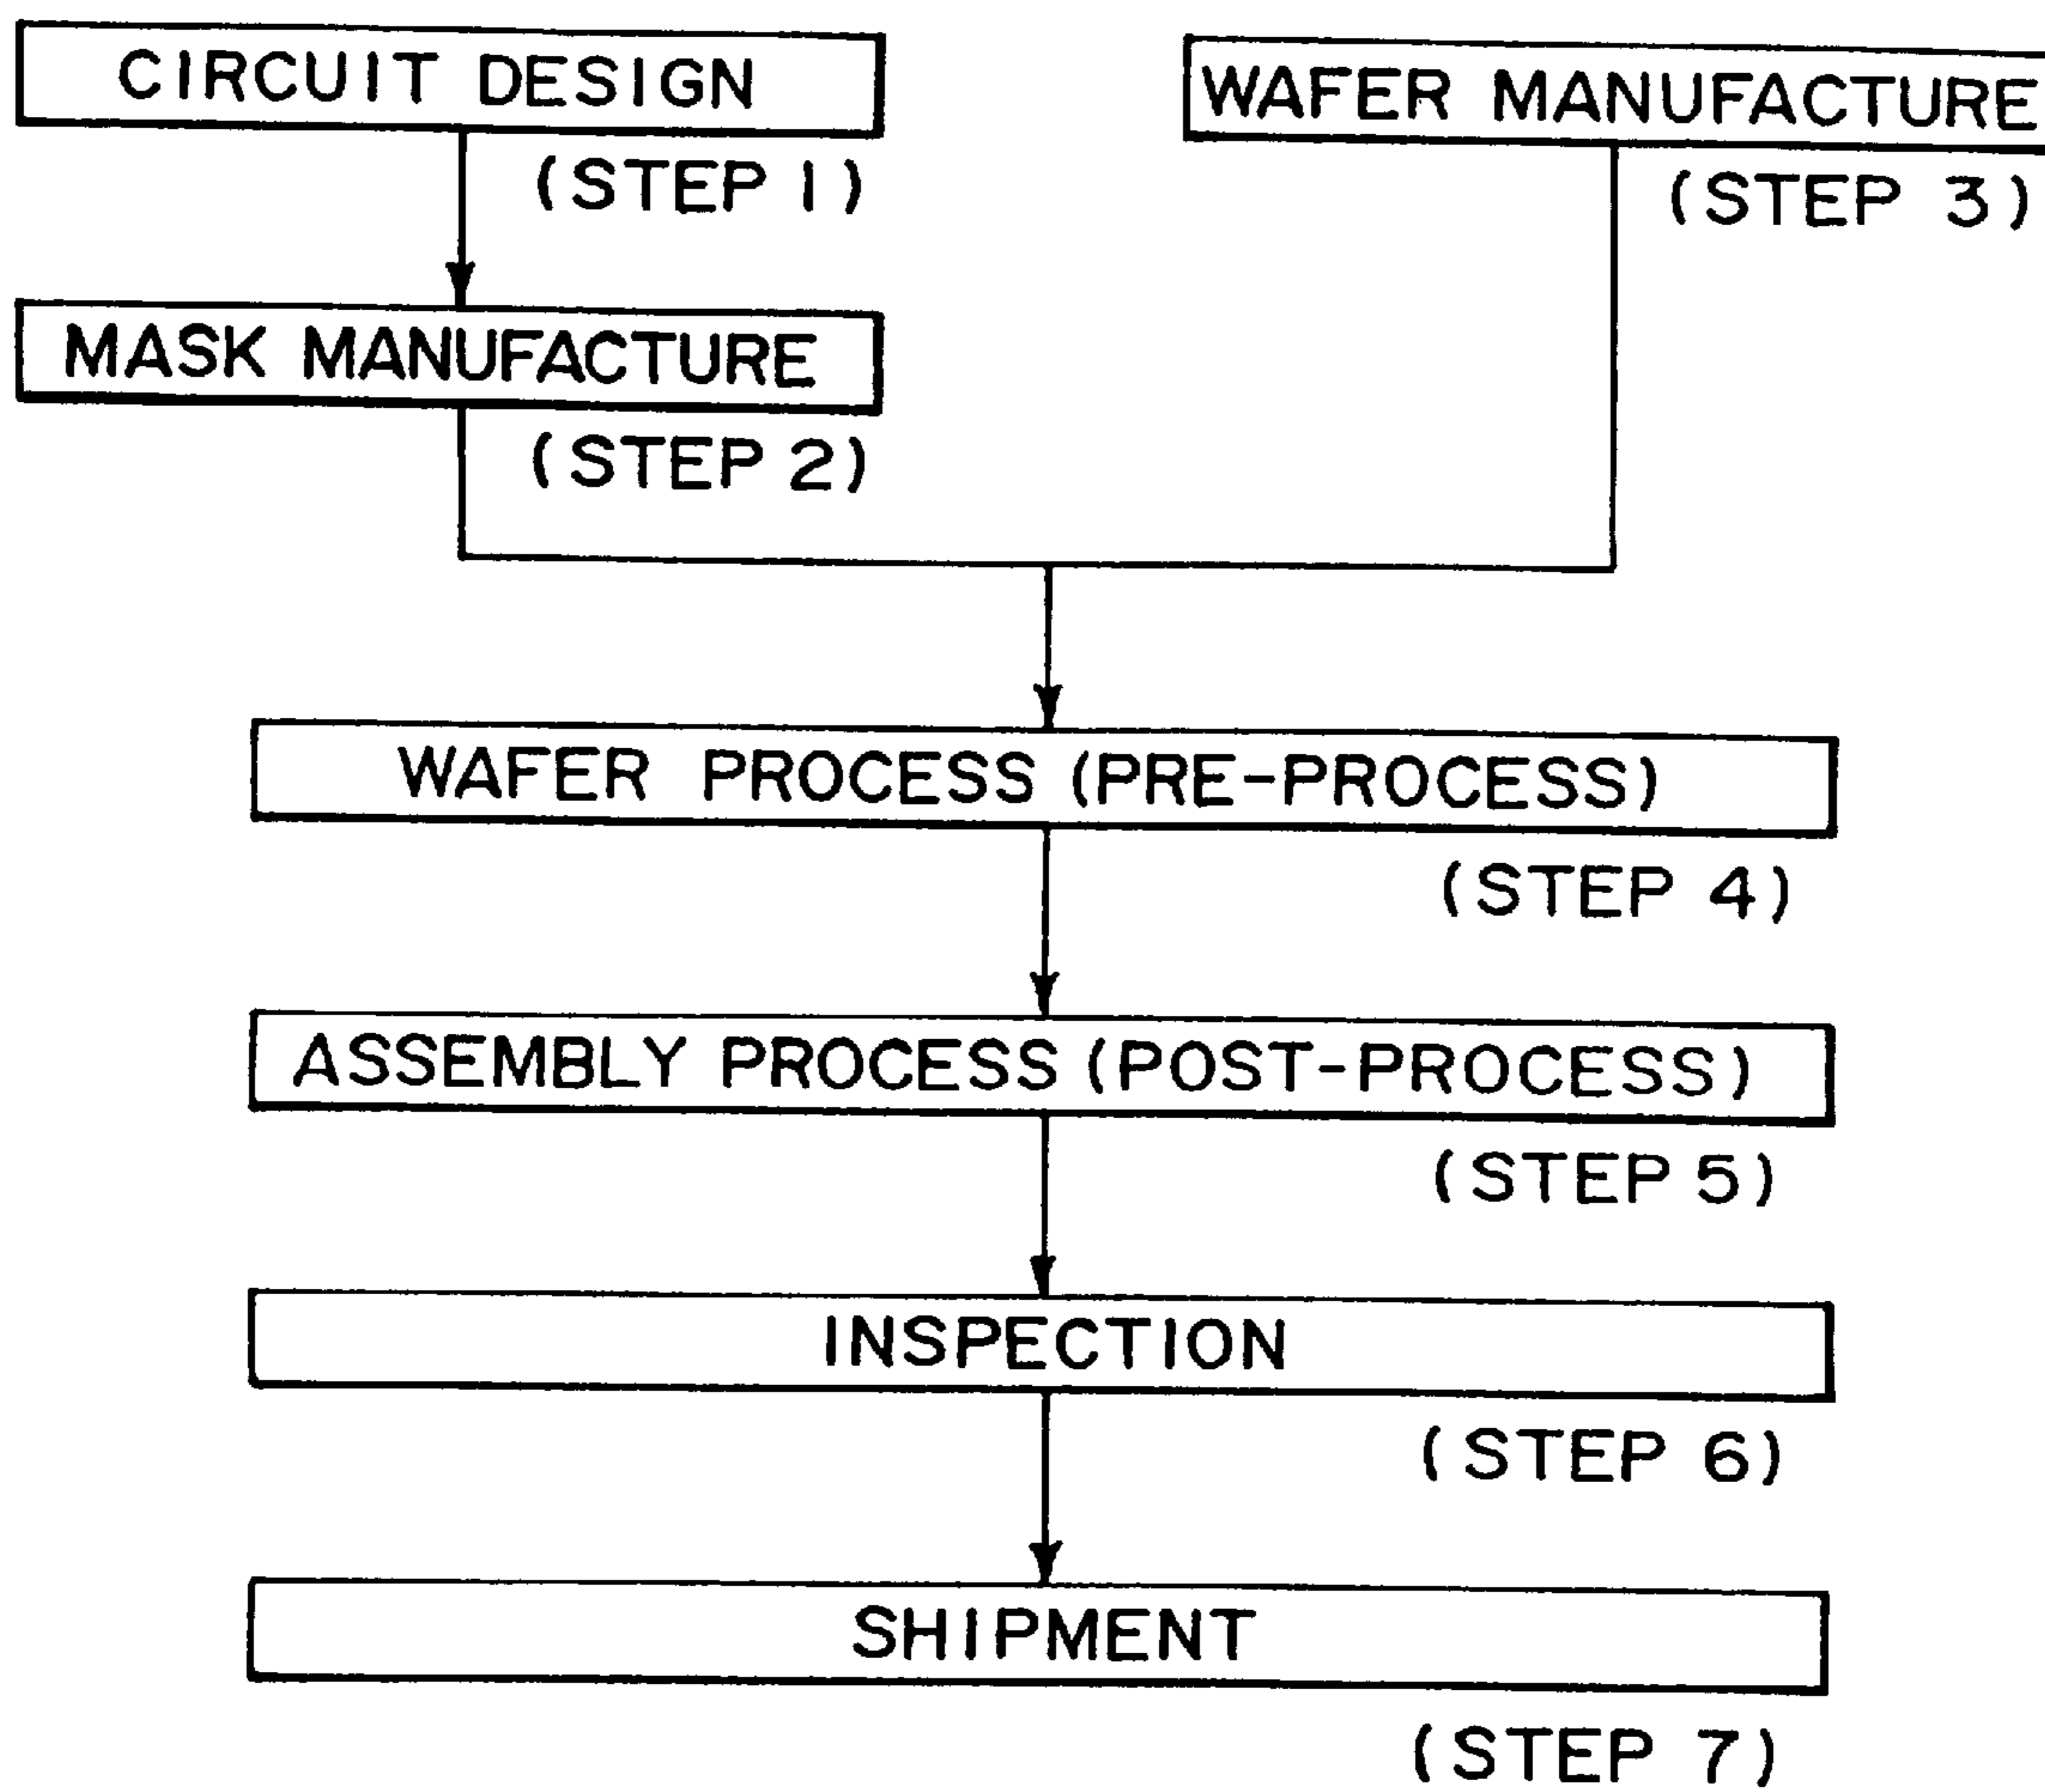 CIRCUIT DESIGN
(STEP 1)
WAFER MANUFACTURE
(STEP 3)
MASK MANUFACTURE
(STEP 2)
WAFER PROCESS (PRE-PROCESS)
(STEP 4)
ASSEMBLY PROCESS (POST-PROCESS)
(STEP 5)
INSPECTION
(STEP 6)
SHIPMENT
(STEP 7)